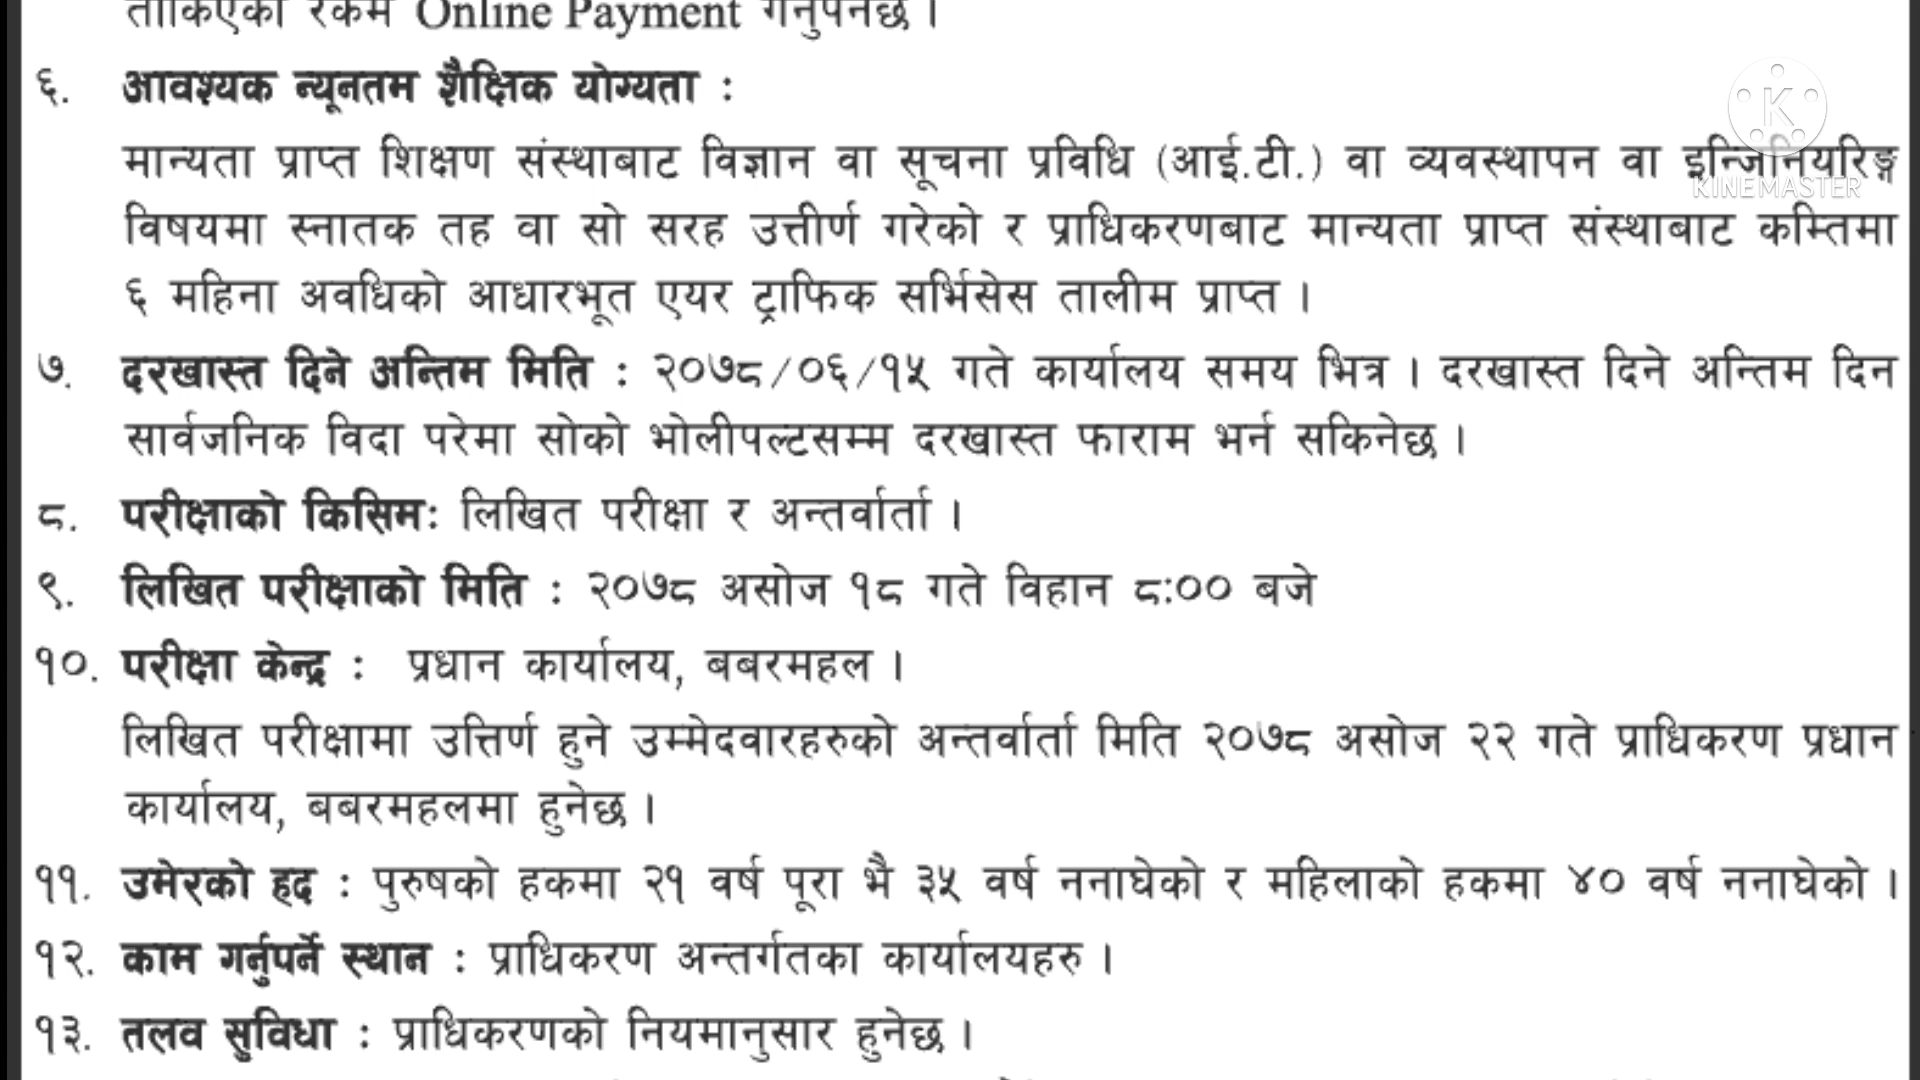 तोकिएको रकम Online Payment गर्नुपर्नेछ ।
६. आवश्यक न्यूनतम शैक्षिक योग्यता :
मान्यता प्राप्त शिक्षण संस्थाबाट विज्ञान वा सूचना प्रविधि (आई.टी.) वा व्यवस्थापन वा इन्जिनियरिङ्ग
KINEMASTER
विषयमा स्नातक तह वा सो सरह उत्तीर्ण गरेको र प्राधिकरणबाट मान्यता प्राप्त संस्थाबाट कम्तिमा
६ महिना अवधिको आधारभूत एयर ट्राफिक सर्भिसेस तालीम प्राप्त ।
७. दरखास्त दिने अन्तिम मिति : २०७८/०६/१५ गते कार्यालय समय भित्र । दरखास्त दिने अन्तिम दिन
सार्वजनिक विदा परेमा सोको भोलीपल्टसम्म दरखास्त फाराम भर्न सकिनेछ ।
८. परीक्षाको किसिमः लिखित परीक्षा र अन्तर्वार्ता ।
९. लिखित परीक्षाको मिति : २०७८ असोज १८ गते विहान ८:०० बजे
१०. परीक्षा केन्द्र : प्रधान कार्यालय, बबरमहल ।
लिखित परीक्षामा उत्तिर्ण हुने उम्मेदवारहरुको अन्तर्वार्ता मिति २०७८ असोज २२ गते प्राधिकरण प्रधान
कार्यालय, बबरमहलमा हुनेछ ।
११. उमेरको हद : पुरुषको हकमा २१ वर्ष पूरा भै ३५ वर्ष ननाघेको र महिलाको हकमा ४० वर्ष ननाघेको ।
१२. काम गर्नुपर्ने स्थान : प्राधिकरण अन्तर्गतका कार्यालयहरु ।
१३. तलव सुविधा : प्राधिकरणको नियमानुसार हुनेछ ।